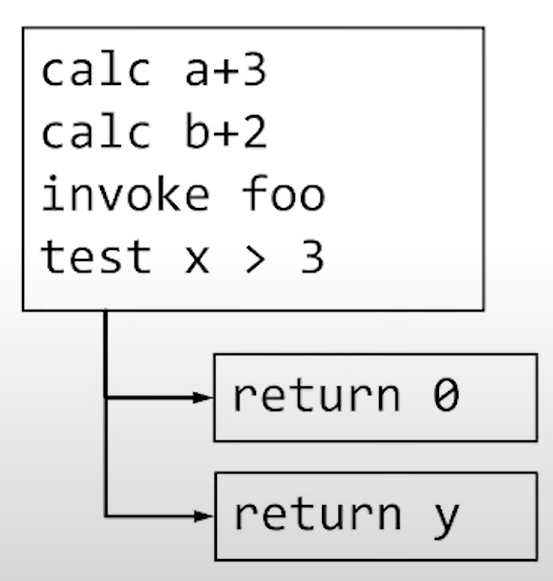 calc a+3
calc b+2
invoke foo
test x > 3
return 0
return y